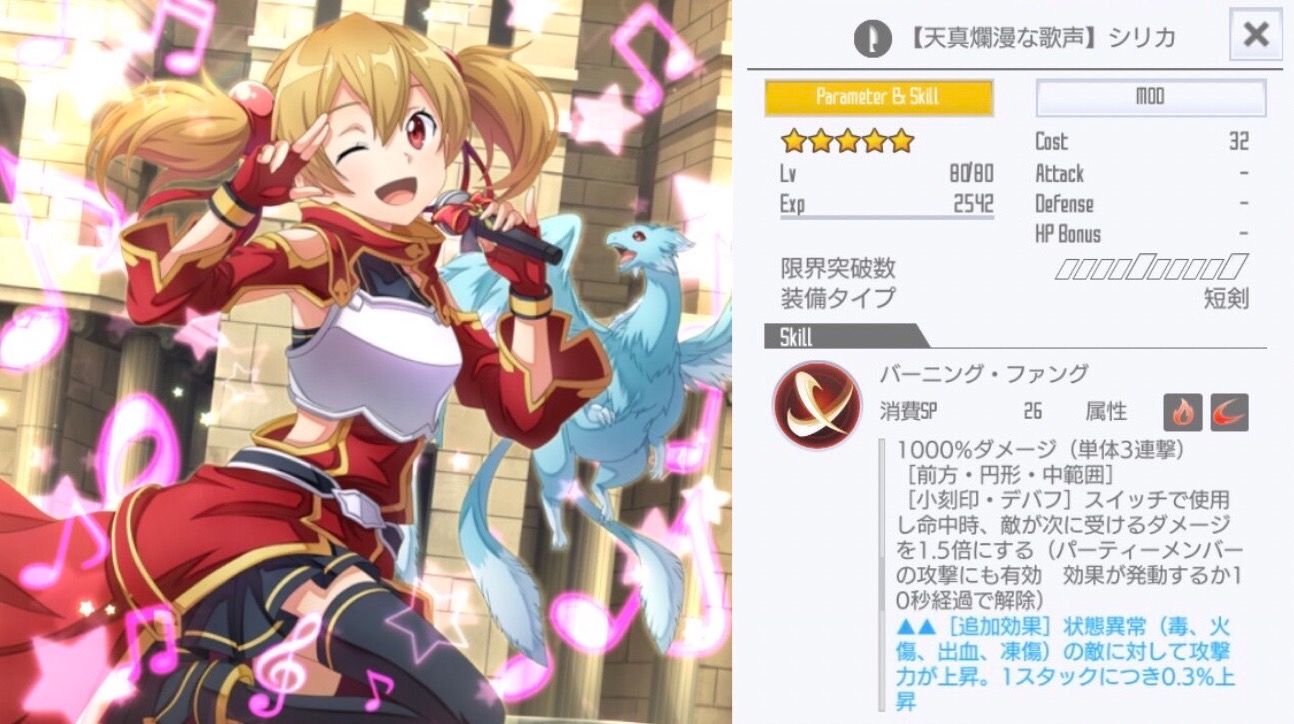 【天真爛漫な歌声】シリカ
Parameter & Skill
MOD
Lv 80/80
Exp 2542
Cost 32
Attack -
Defense -
HP Bonus -
限界突破数
装備タイプ 短剣
Skill
バーニング・ファング
消費SP 26 属性
1000%ダメージ（単体3連撃）
［前方・円形・中範囲］
［小刻印・デバフ］スイッチで使用
し命中時、敵が次に受けるダメージ
を1.5倍にする（パーティーメンバー
の攻撃にも有効　効果が発動するか1
0秒経過で解除）
▲▲［追加効果］状態異常（毒、火
傷、出血、凍傷）の敵に対して攻撃
力が上昇。1スタックにつき0.3%上
昇